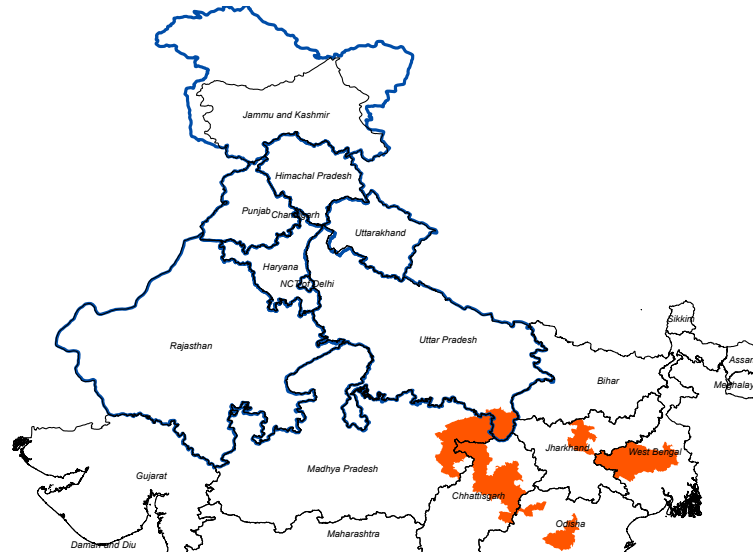 Jammu and Kashmir
Himachal Pradesh
Punjab
Chandigarh
Uttarakhand
Haryana
NCT of Delhi
Sikkim
Rajasthan
Uttar Pradesh
Assam
Bihar
Meghalay
Jharkhand
West Bengal
Madhya Pradesh
Gujarat
Chhattisgarh
Odisha
Maharashtra
Daman and Diu